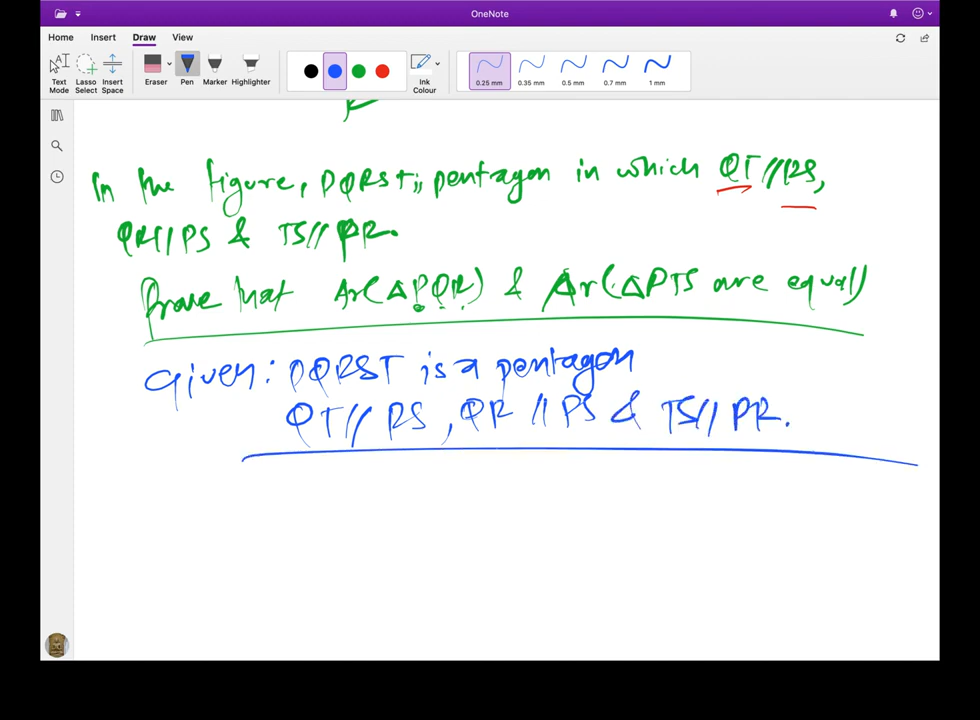 OneNote
Home Insert Draw View
Text Mode Lasso Select Insert Space Eraser Pen Marker Highlighter Ink Colour 0.25 mm 0.35 mm 0.5 mm 0.7 mm 1 mm
In the figure, PQRST is pentagon in which QT//RS,
QR//PS & TS//PR.
Prove that Ar(△PQR) & Ar(△PTS are equal)
Given: PQRST is a pentagon
QT// RS, QR // PS & TS// PR.